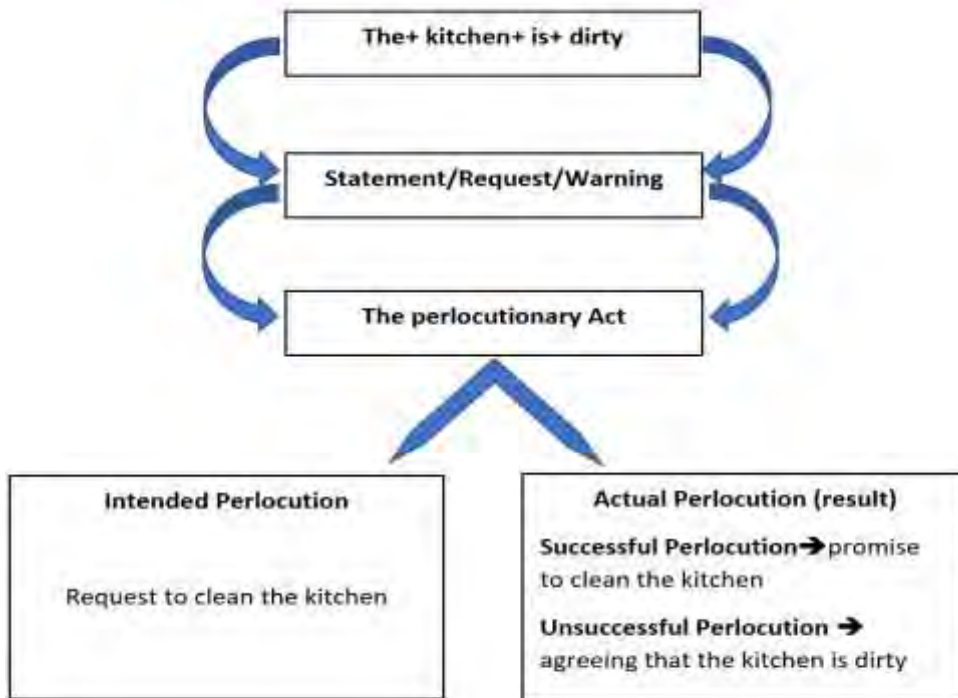 The+ kitchen+ is+ dirty
Statement/Request/Warning
The perlocutionary Act
Intended Perlocution
Request to clean the kitchen
Actual Perlocution (result)
Successful Perlocution➔promise
to clean the kitchen
Unsuccessful Perlocution ➔
agreeing that the kitchen is dirty